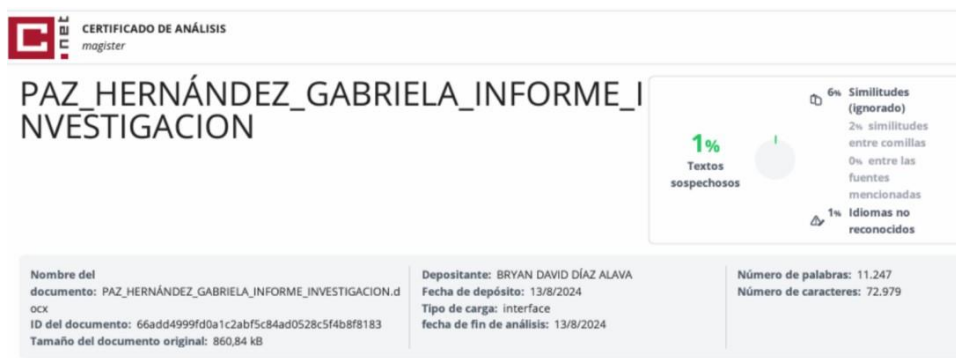 C
.net
CERTIFICADO DE ANÁLISIS
magister
PAZ_HERNÁNDEZ_GABRIELA_INFORME_I
NVESTIGACION
1%
Textos
sospechosos
6% Similitudes
(ignorado)
2% similitudes
entre comillas
0% entre las
fuentes
mencionadas
1% Idiomas no
reconocidos
Nombre del
documento: PAZ_HERNÁNDEZ_GABRIELA_INFORME_INVESTIGACION.d
ocx
ID del documento: 66add4999fd0a1c2abf5c84ad0528c5f4b8f8183
Tamaño del documento original: 860,84 kB
Depositante: BRYAN DAVID DÍAZ ALAVA
Fecha de depósito: 13/8/2024
Tipo de carga: interface
fecha de fin de análisis: 13/8/2024
Número de palabras: 11.247
Número de caracteres: 72.979